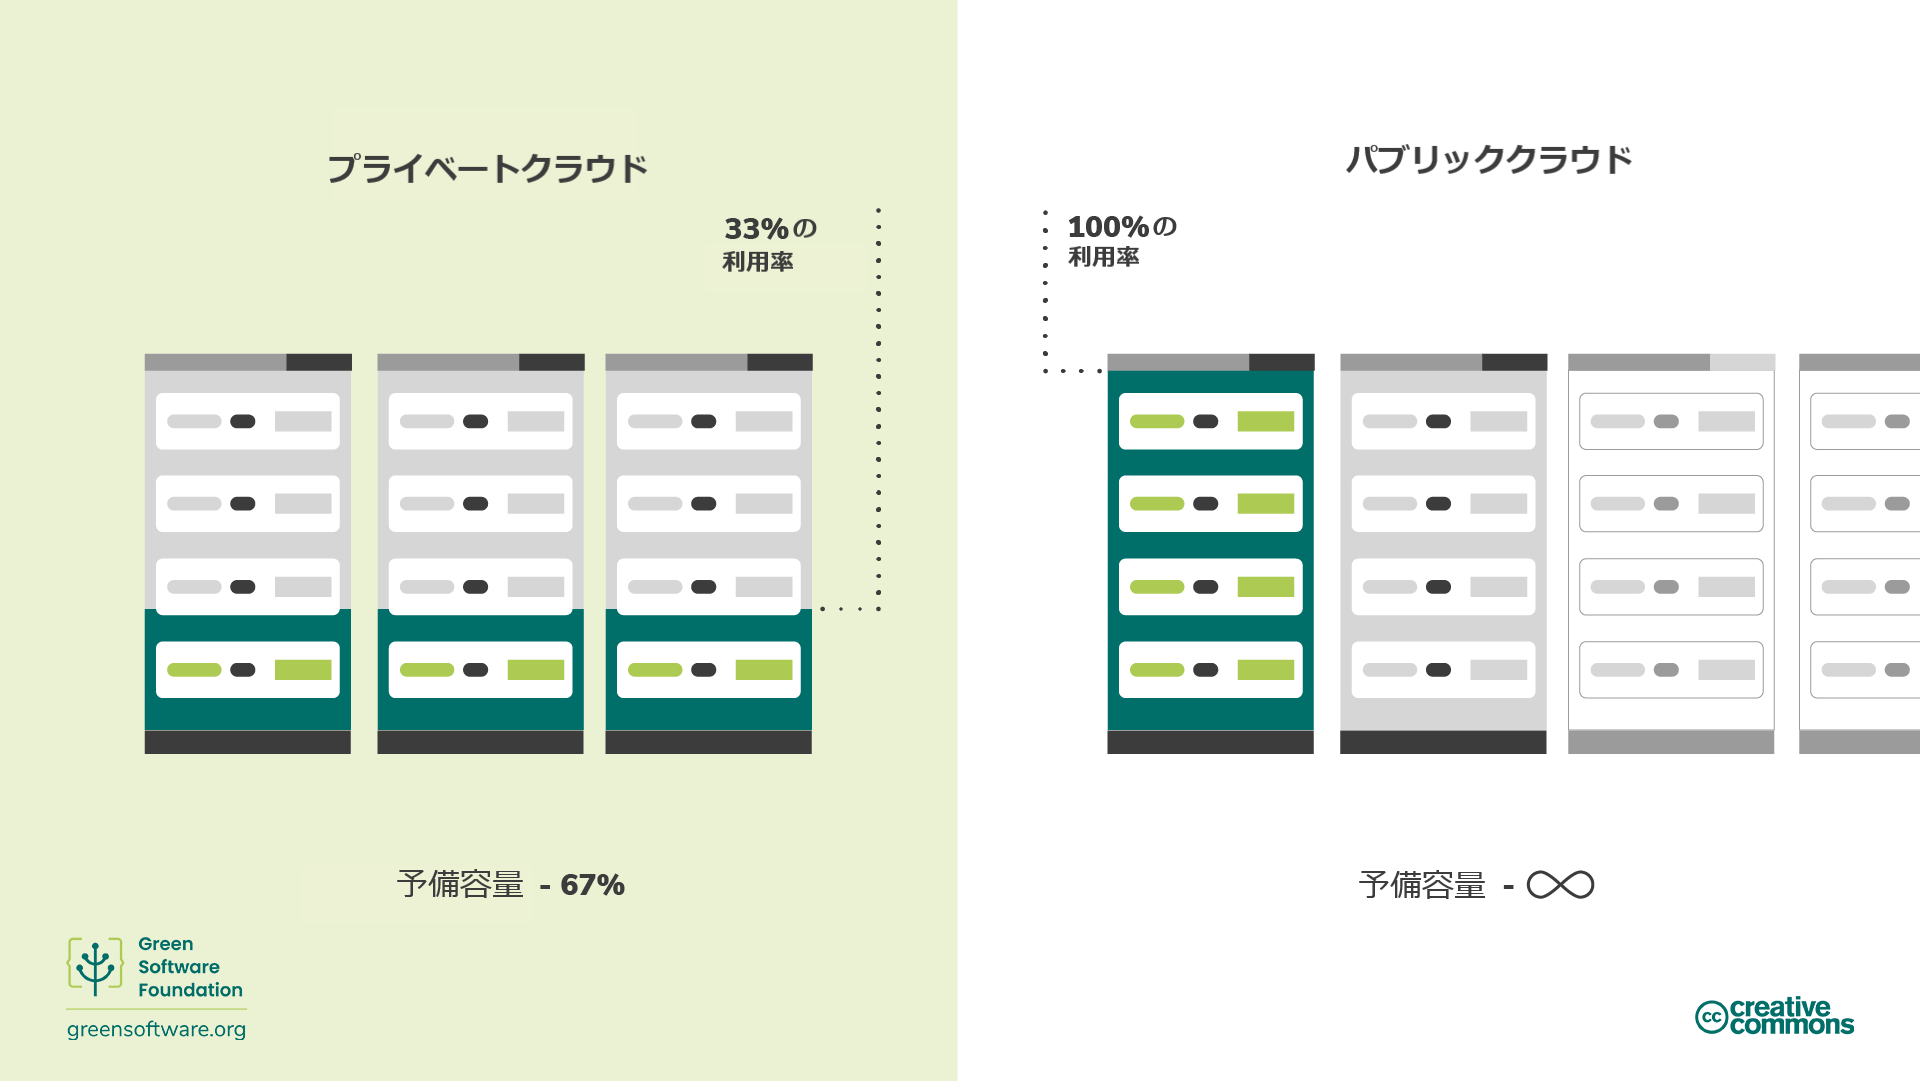 プライベートクラウド
33%の
利用率
予備容量 - 67%
パブリッククラウド
100%の
利用率
予備容量 - ∞
Green
Software
Foundation
greensoftware.org
cc creative
commons